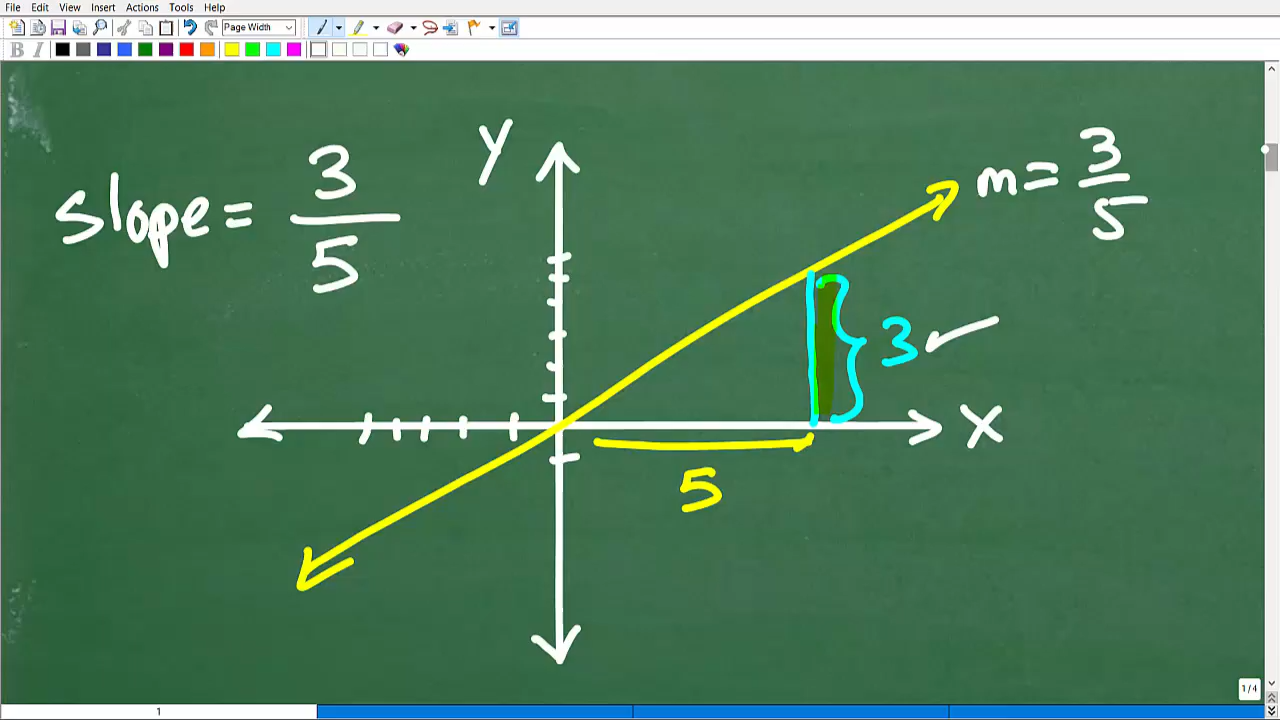 File Edit View Insert Actions Tools Help
Page Width
B I
slope = 3/5
y
m = 3/5
3
x
5
1/4
1